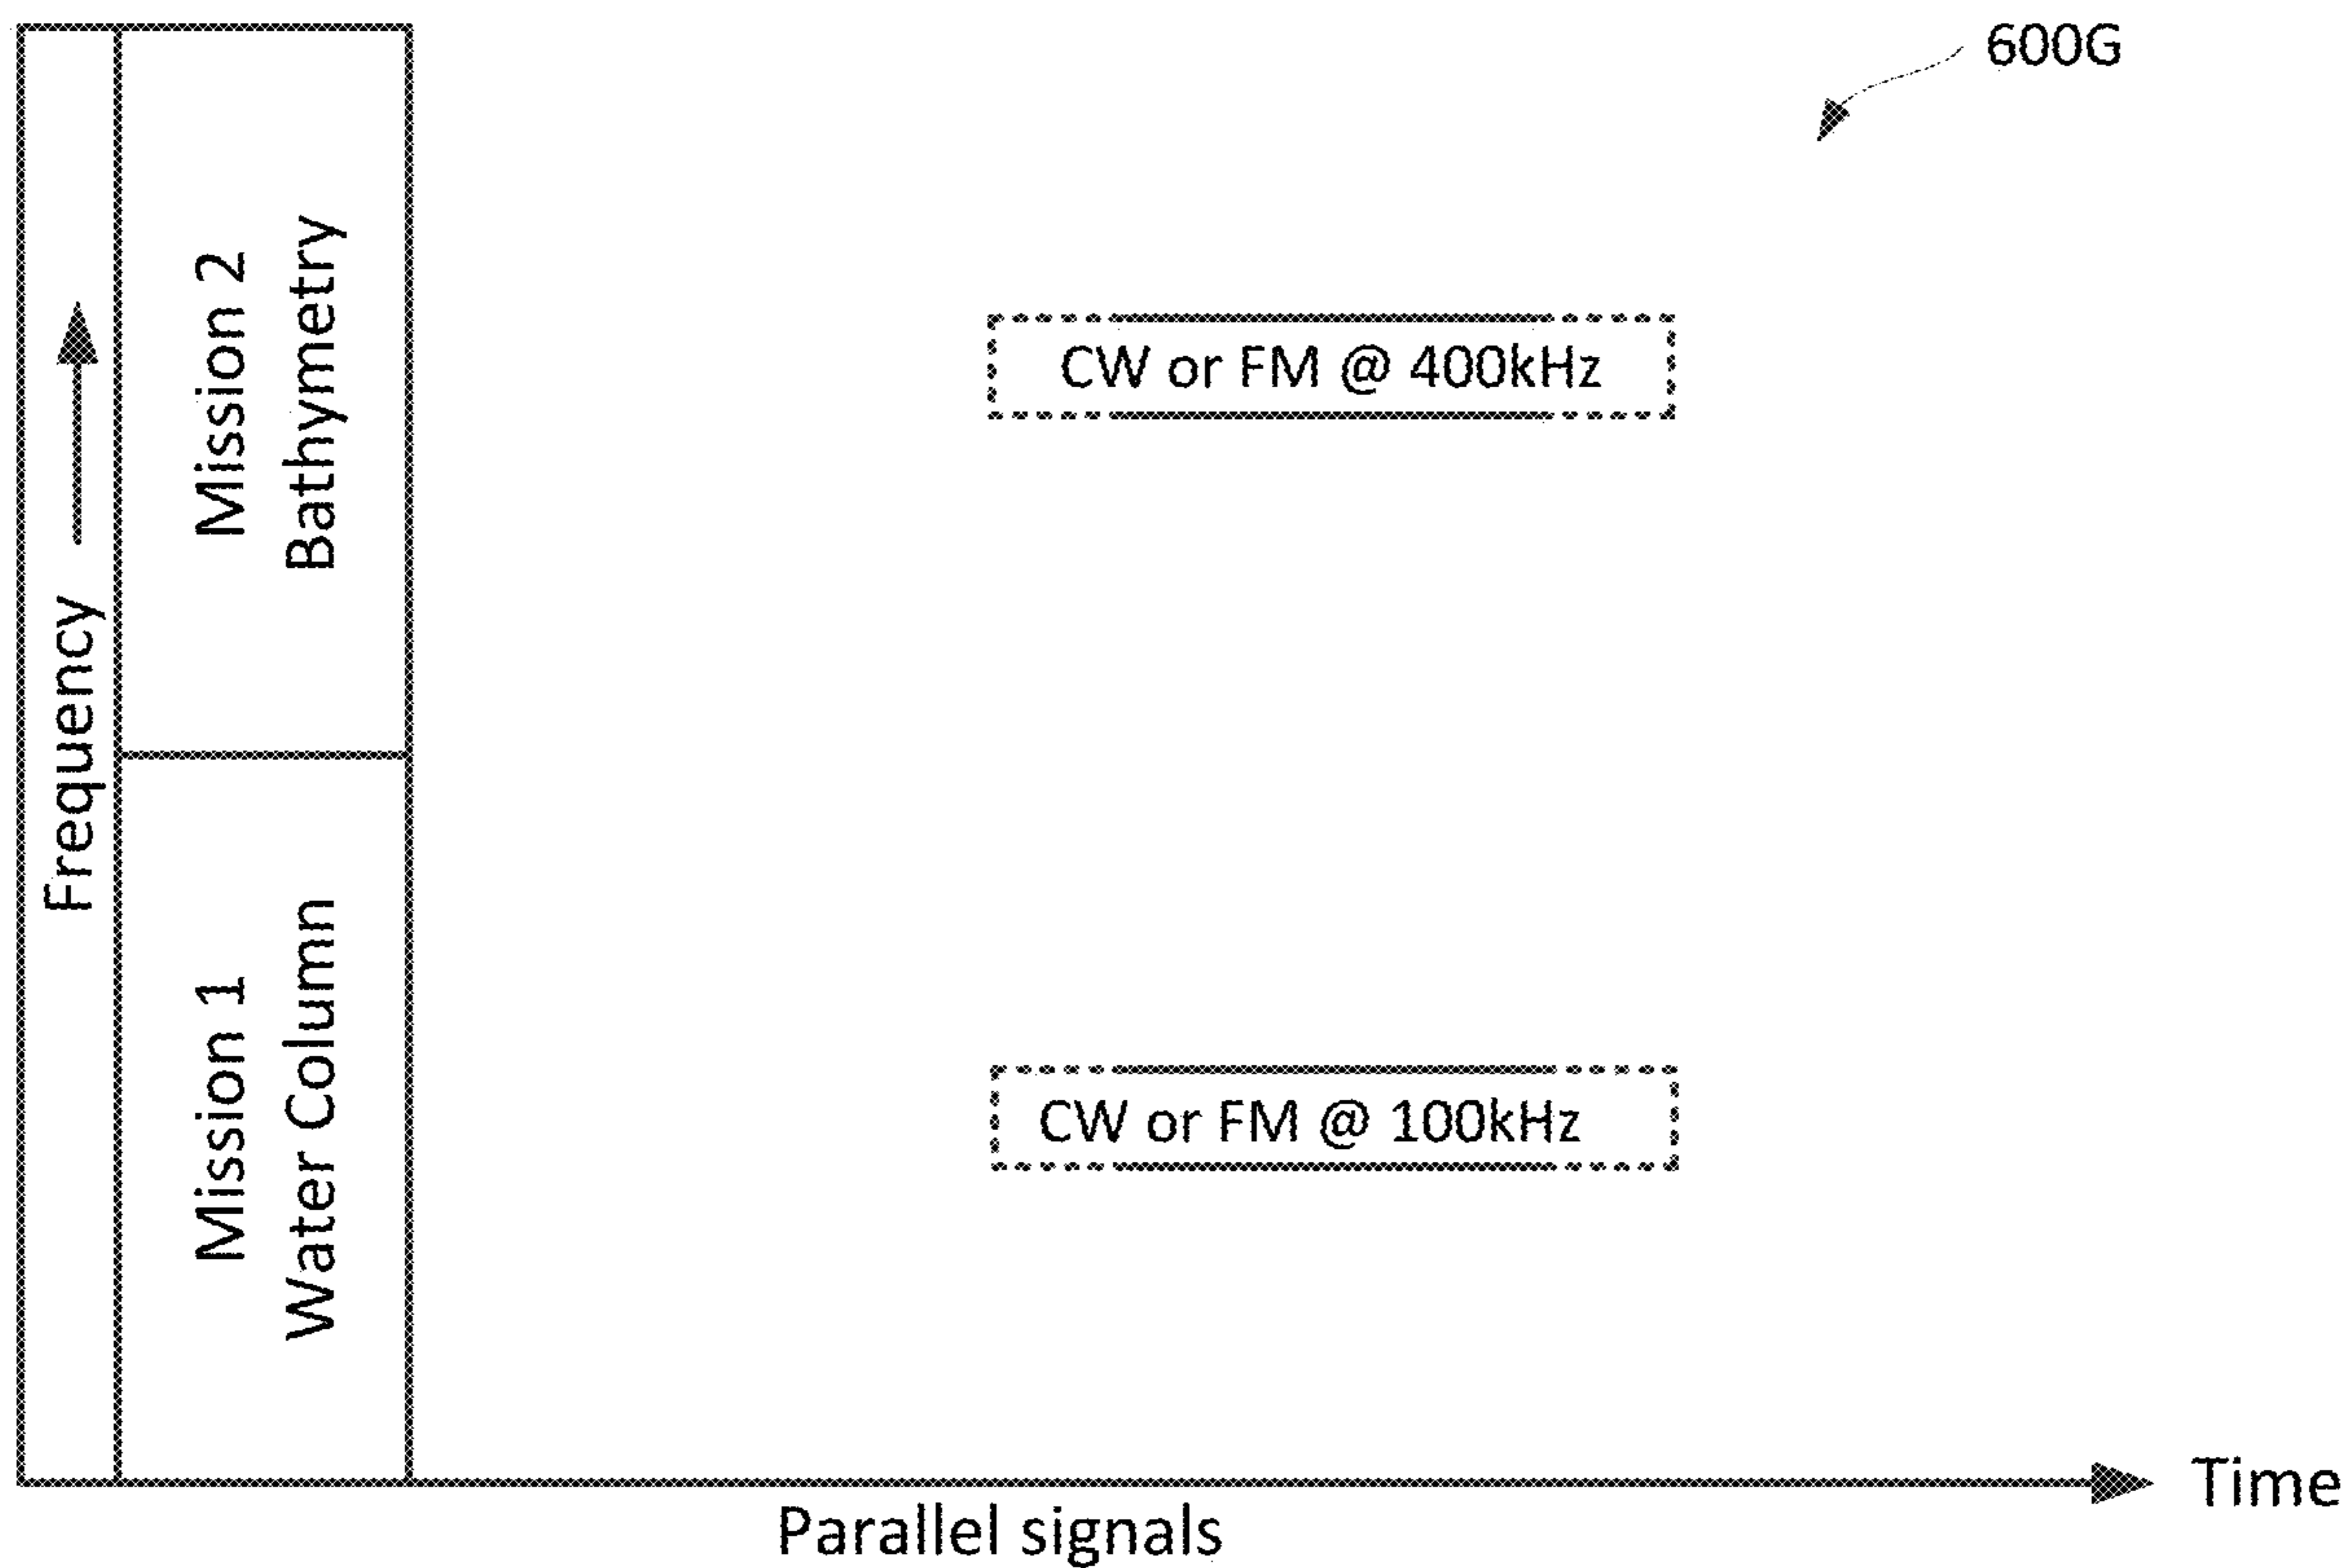 600G
Frequency
Mission 2
Bathymetry
CW or FM @ 400kHz
Mission 1
Water Column
CW or FM @ 100kHz
Time
Parallel signals